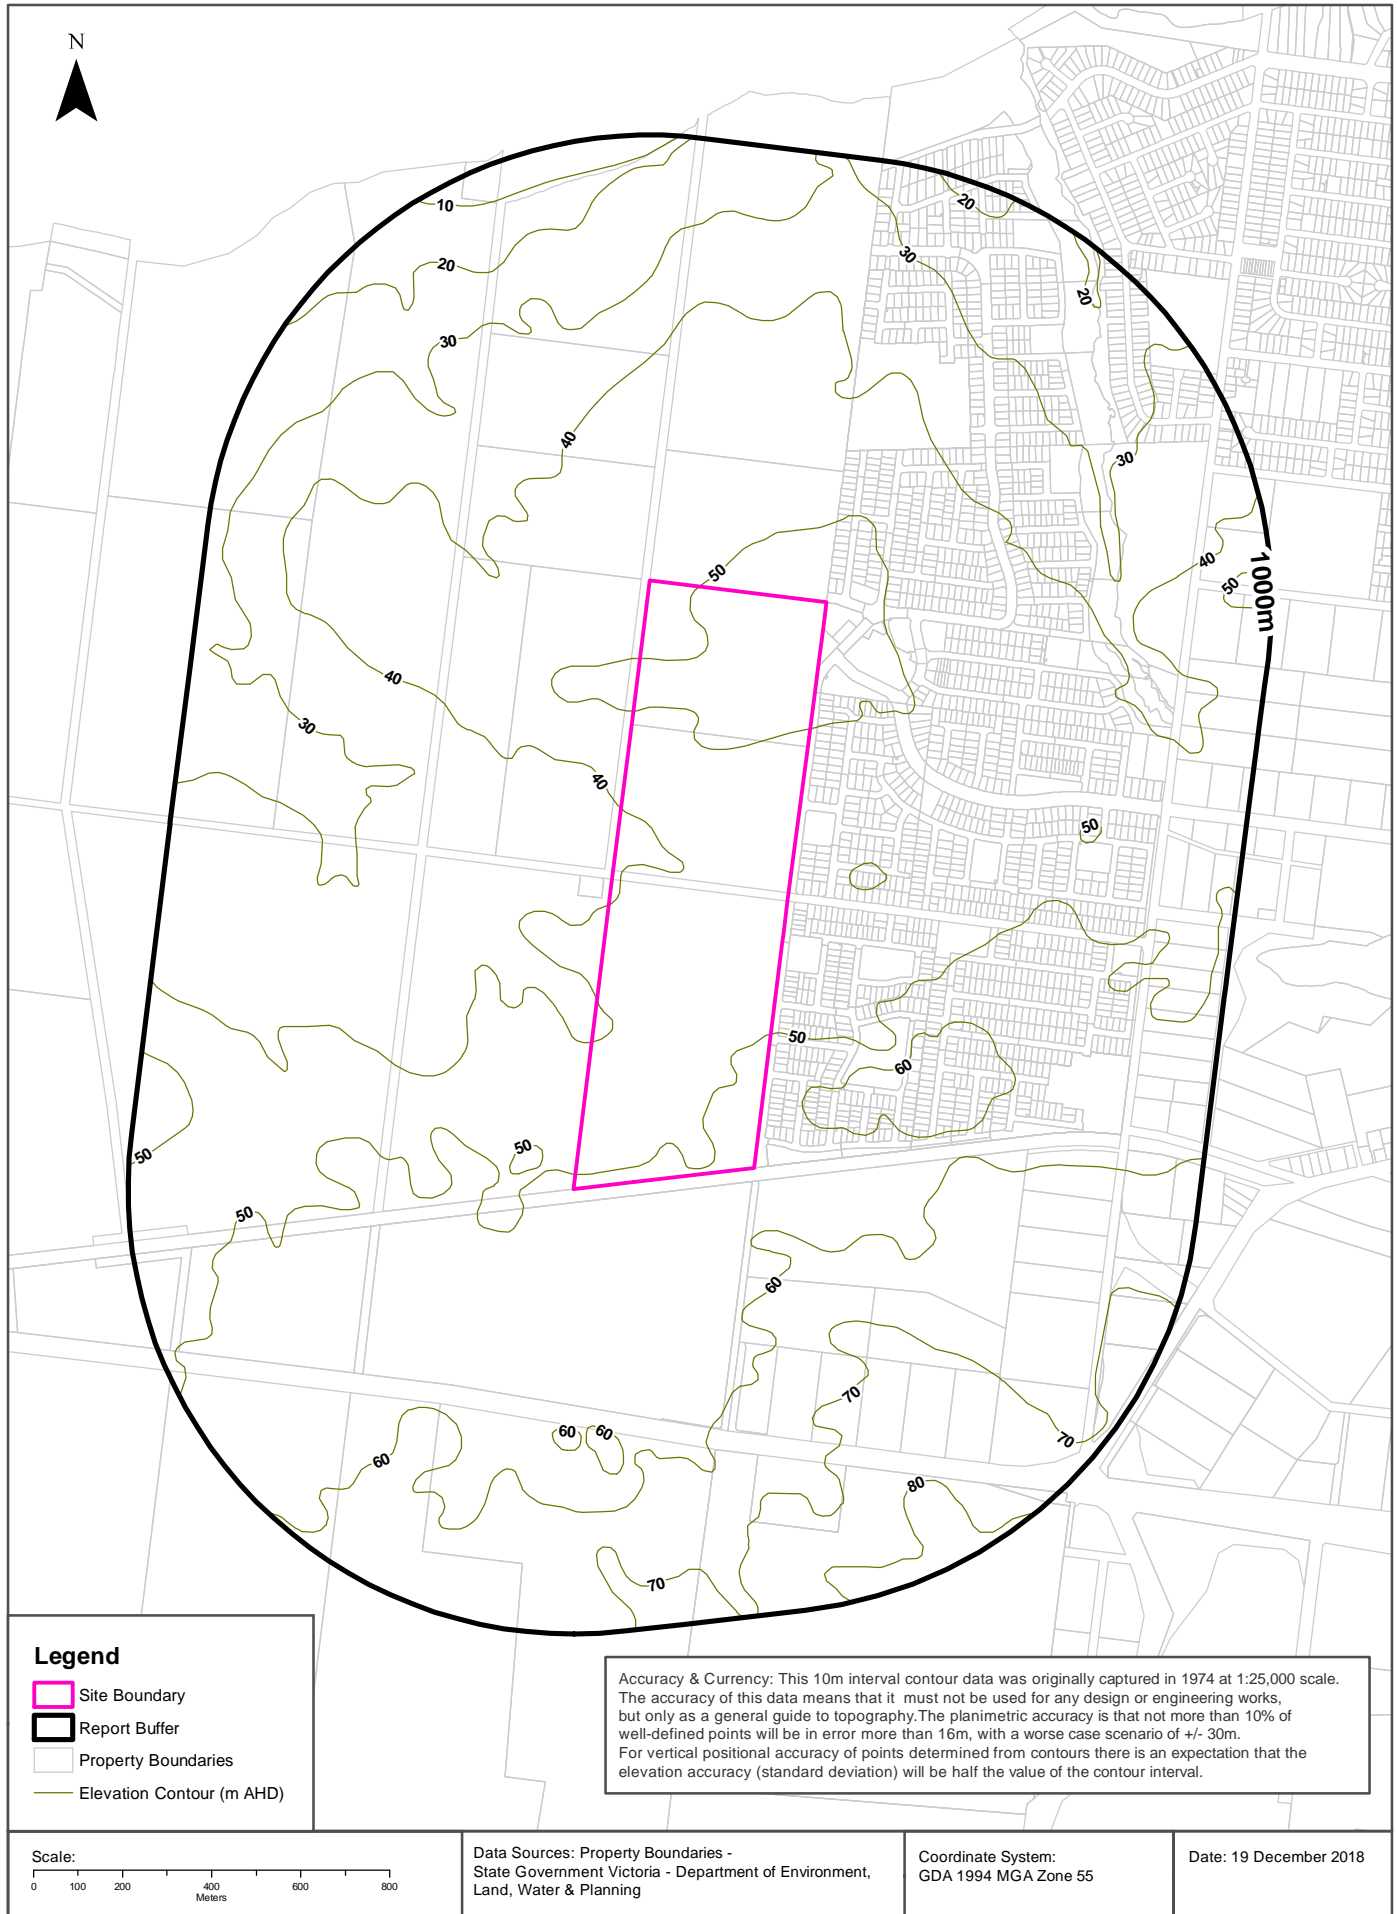 N
10
20
20
30
20
30
40
30
40
50
50
1000m
40
30
40
50
50
60
50
50
50
60
70
70
60
60
60
80
70
Legend
Site Boundary
Report Buffer
Property Boundaries
Elevation Contour (m AHD)
Accuracy & Currency: This 10m interval contour data was originally captured in 1974 at 1:25,000 scale.
The accuracy of this data means that it must not be used for any design or engineering works,
but only as a general guide to topography.The planimetric accuracy is that not more than 10% of
well-defined points will be in error more than 16m, with a worse case scenario of +/- 30m.
For vertical positional accuracy of points determined from contours there is an expectation that the
elevation accuracy (standard deviation) will be half the value of the contour interval.
Scale:
0 100 200 400 600 800
Meters
Data Sources: Property Boundaries -
State Government Victoria - Department of Environment,
Land, Water & Planning
Coordinate System:
GDA 1994 MGA Zone 55
Date: 19 December 2018